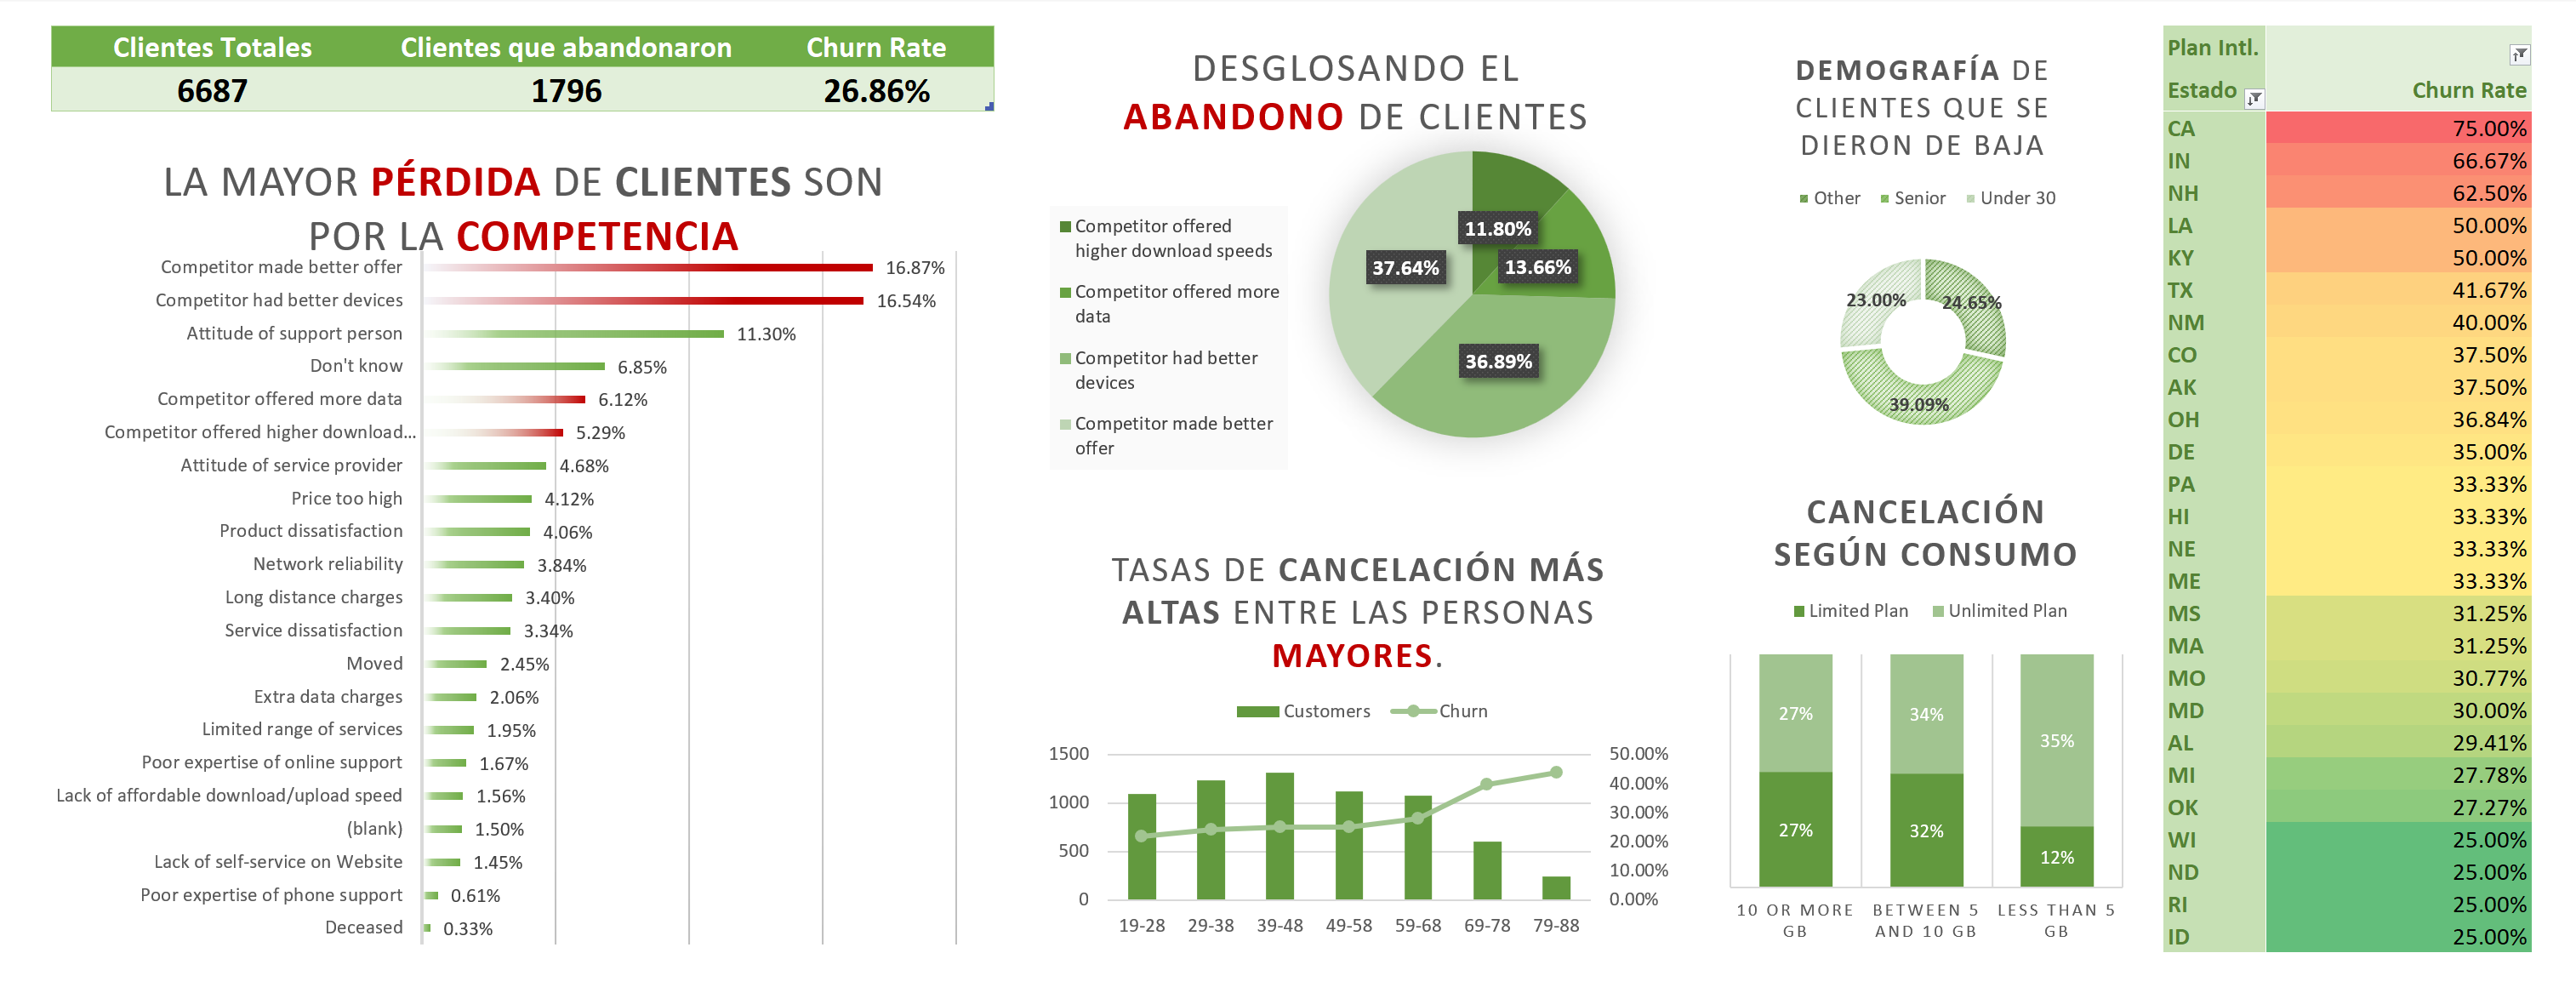 Clientes Totales Clientes que abandonaron Churn Rate
6687 1796 26.86%
LA MAYOR PÉRDIDA DE CLIENTES SON
POR LA COMPETENCIA
Competitor made better offer 16.87%
Competitor had better devices 16.54%
Attitude of support person 11.30%
Don't know 6.85%
Competitor offered more data 6.12%
Competitor offered higher download... 5.29%
Attitude of service provider 4.68%
Price too high 4.12%
Product dissatisfaction 4.06%
Network reliability 3.84%
Long distance charges 3.40%
Service dissatisfaction 3.34%
Moved 2.45%
Extra data charges 2.06%
Limited range of services 1.95%
Poor expertise of online support 1.67%
Lack of affordable download/upload speed 1.56%
(blank) 1.50%
Lack of self-service on Website 1.45%
Poor expertise of phone support 0.61%
Deceased 0.33%
DESGLOSANDO EL
ABANDONO DE CLIENTES
Competitor offered
higher download speeds
Competitor offered more
data
Competitor had better
devices
Competitor made better
offer
11.80%
13.66%
37.64%
36.89%
TASAS DE CANCELACIÓN MÁS
ALTAS ENTRE LAS PERSONAS
MAYORES.
Customers Churn
1500 50.00%
40.00%
1000
30.00%
20.00%
500
10.00%
0 0.00%
19-28 29-38 39-48 49-58 59-68 69-78 79-88
DEMOGRAFÍA DE
CLIENTES QUE SE
DIERON DE BAJA
Other Senior Under 30
23.00% 24.65%
39.09%
CANCELACIÓN
SEGÚN CONSUMO
Limited Plan Unlimited Plan
27% 34% 35%
27% 32% 12%
10 OR MORE
GB
BETWEEN 5
AND 10 GB
LESS THAN 5
GB
Plan Intl.
Estado Churn Rate
CA 75.00%
IN 66.67%
NH 62.50%
LA 50.00%
KY 50.00%
TX 41.67%
NM 40.00%
CO 37.50%
AK 37.50%
OH 36.84%
DE 35.00%
PA 33.33%
HI 33.33%
NE 33.33%
ME 33.33%
MS 31.25%
MA 31.25%
MO 30.77%
MD 30.00%
AL 29.41%
MI 27.78%
OK 27.27%
WI 25.00%
ND 25.00%
RI 25.00%
ID 25.00%